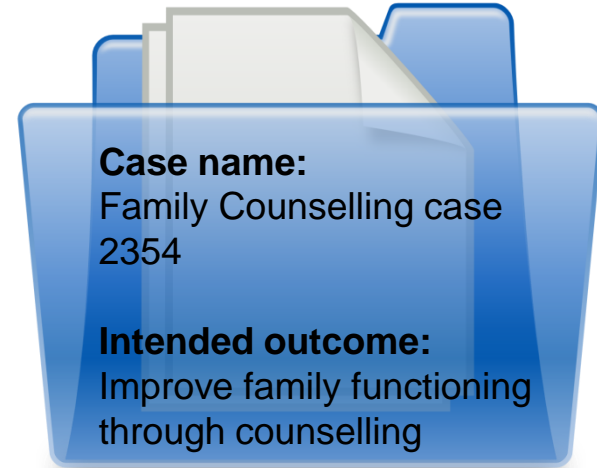 Case name:
Family Counselling case
2354
Intended outcome:
Improve family functioning
through counselling